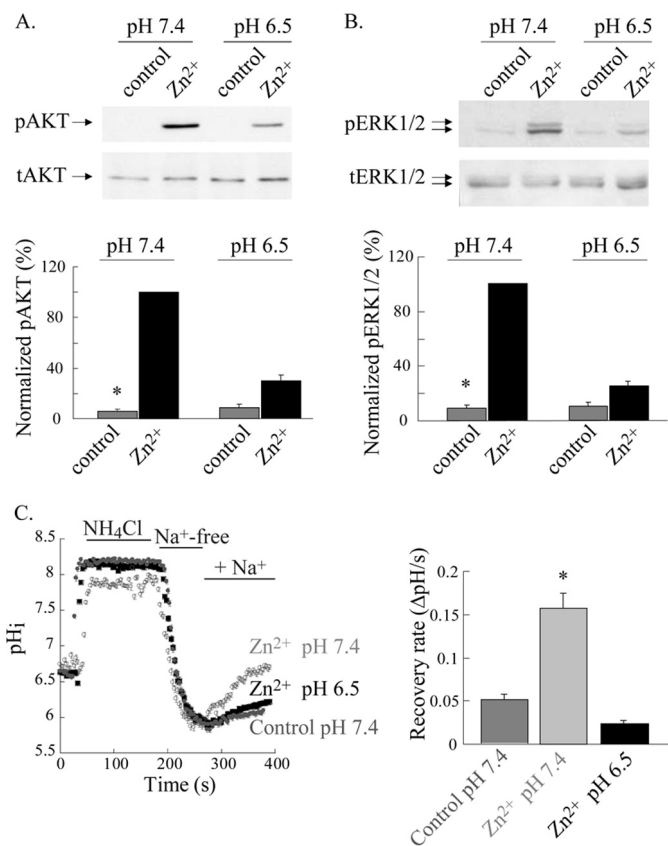 A.
pH 7.4 pH 6.5
control Zn²⁺ control Zn²⁺
pAKT
tAKT
pH 7.4 pH 6.5
Normalized pAKT (%)
120
80
40
0
*
control Zn²⁺ control Zn²⁺
B.
pH 7.4 pH 6.5
control Zn²⁺ control Zn²⁺
pERK1/2
tERK1/2
pH 7.4 pH 6.5
Normalized pERK1/2 (%)
120
80
40
0
*
control Zn²⁺ control Zn²⁺
C.
NH₄Cl Na⁺-free
+ Na⁺
pHi
8.5
8
7.5
7
6.5
6
5.5
Zn²⁺ pH 7.4
Zn²⁺ pH 6.5
Control pH 7.4
0 100 200 300 400
Time (s)
Recovery rate (ΔpH/s)
0.2
0.15
0.1
0.05
0
*
Control pH 7.4
Zn²⁺ pH 7.4
Zn²⁺ pH 6.5